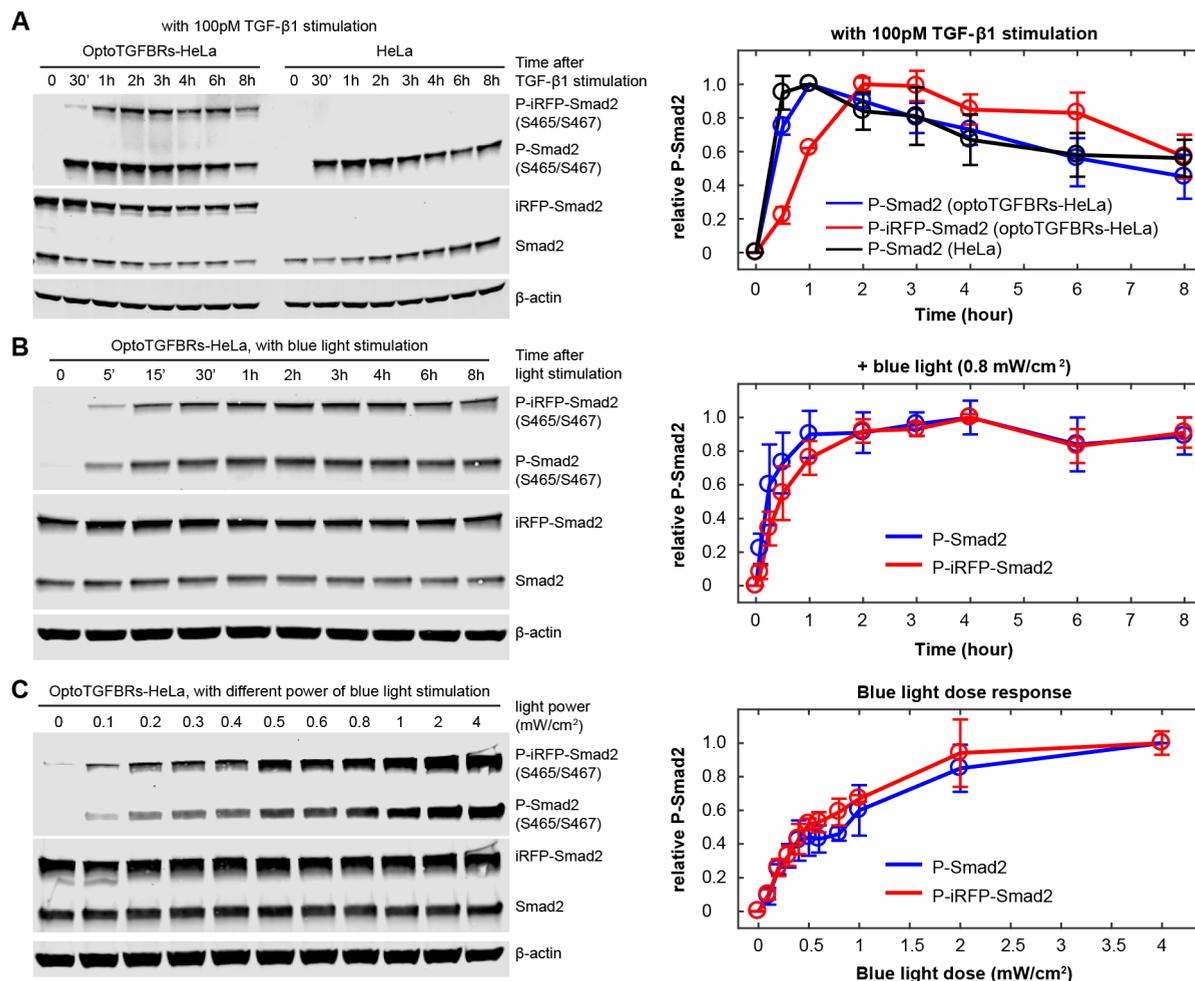 A
with 100pM TGF-β1 stimulation
OptoTGFBRs-HeLa HeLa
Time after
0 30’ 1h 2h 3h 4h 6h 8h 0 30’ 1h 2h 3h 4h 6h 8h TGF-β1 stimulation
P-iRFP-Smad2
(S465/S467)
P-Smad2
(S465/S467)
iRFP-Smad2
Smad2
β-actin
with 100pM TGF-β1 stimulation
relative P-Smad2
1.0
0.8
0.6
0.4
0.2
0
P-Smad2 (optoTGFBRs-HeLa)
P-iRFP-Smad2 (optoTGFBRs-HeLa)
P-Smad2 (HeLa)
0 1 2 3 4 5 6 7 8
Time (hour)
B
OptoTGFBRs-HeLa, with blue light stimulation
Time after
0 5’ 15’ 30’ 1h 2h 3h 4h 6h 8h light stimulation
P-iRFP-Smad2
(S465/S467)
P-Smad2
(S465/S467)
iRFP-Smad2
Smad2
β-actin
+ blue light (0.8 mW/cm²)
relative P-Smad2
1.0
0.8
0.6
0.4
0.2
0
P-Smad2
P-iRFP-Smad2
0 1 2 3 4 5 6 7 8
Time (hour)
C
OptoTGFBRs-HeLa, with different power of blue light stimulation
light power
0 0.1 0.2 0.3 0.4 0.5 0.6 0.8 1 2 4 (mW/cm²)
P-iRFP-Smad2
(S465/S467)
P-Smad2
(S465/S467)
iRFP-Smad2
Smad2
β-actin
Blue light dose response
relative P-Smad2
1.0
0.8
0.6
0.4
0.2
0
P-Smad2
P-iRFP-Smad2
0 0.5 1 1.5 2 2.5 3 3.5 4
Blue light dose (mW/cm²)